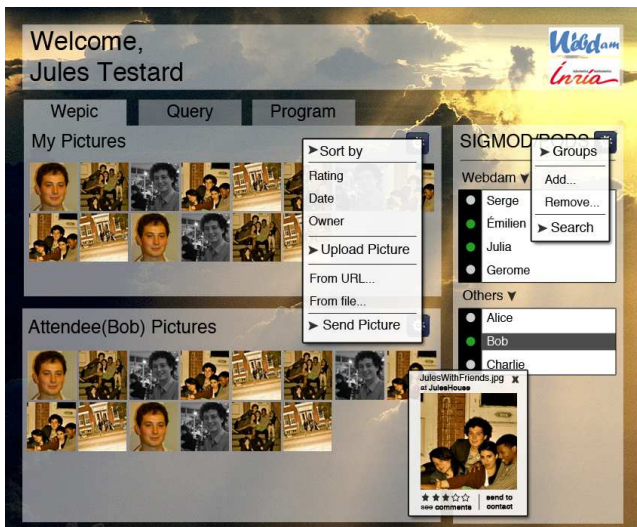 Welcome,
Jules Testard
Webdam
Inria
Wepic
Query
Program
My Pictures
Sort by
Rating
Date
Owner
Upload Picture
From URL...
From file...
Send Picture
SIGMOD/PODS
Groups
Add...
Remove...
Search
Webdam
Serge
Émilien
Julia
Gerome
Others
Alice
Bob
Charlie
Attendee(Bob) Pictures
JulesWithFriends.jpg x
at JulesHouse
see comments
send to
contact